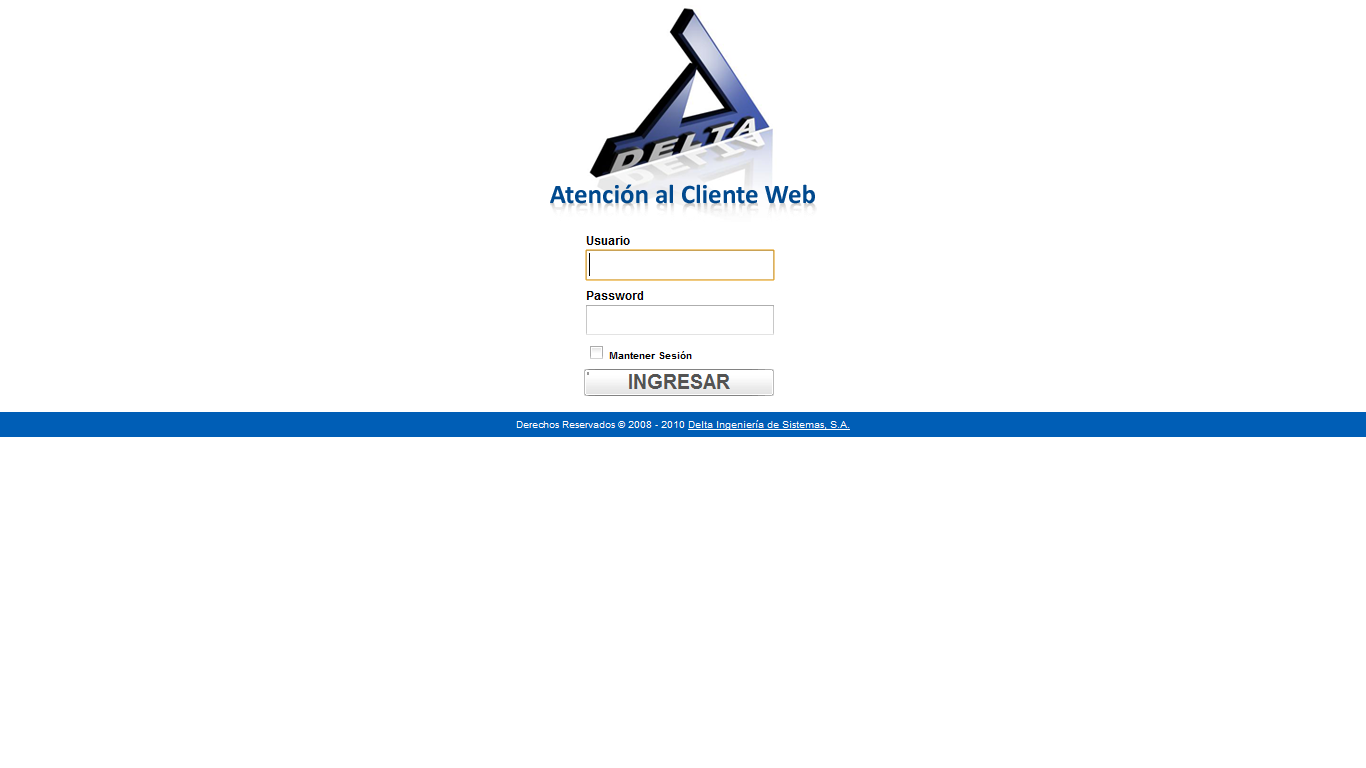 DELTA
Atención al Cliente Web
Usuario
Password
Mantener Sesión
INGRESAR
Derechos Reservados © 2008 - 2010 Delta Ingeniería de Sistemas, S.A.